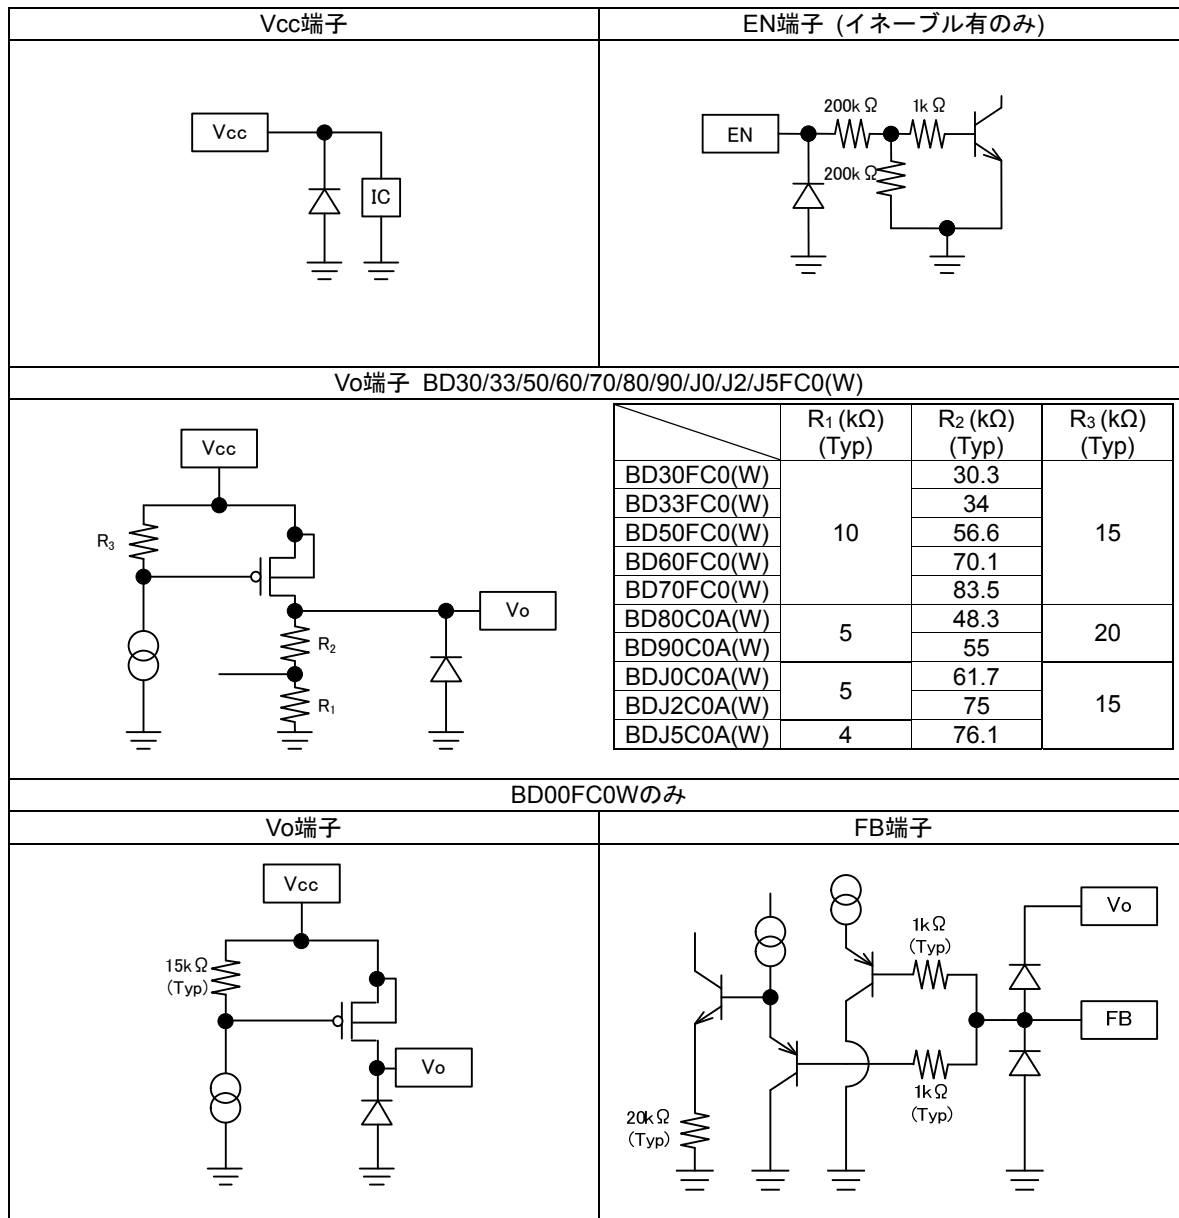 Vcc端子
EN端子 (イネーブル有のみ)
Vcc
IC
EN
200kΩ
1kΩ
200kΩ
Vo端子 BD30/33/50/60/70/80/90/J0/J2/J5FC0(W)
Vcc
R3
R2
R1
Vo
R1 (kΩ) (Typ) R2 (kΩ) (Typ) R3 (kΩ) (Typ)
BD30FC0(W) 10 30.3 15
BD33FC0(W) 34
BD50FC0(W) 56.6
BD60FC0(W) 70.1
BD70FC0(W) 83.5
BD80C0A(W) 5 48.3 20
BD90C0A(W) 55
BDJ0C0A(W) 5 61.7 15
BDJ2C0A(W) 75
BDJ5C0A(W) 4 76.1
BD00FC0Wのみ
Vo端子
FB端子
Vcc
15kΩ
(Typ)
Vo
1kΩ
(Typ)
Vo
FB
1kΩ
(Typ)
20kΩ
(Typ)